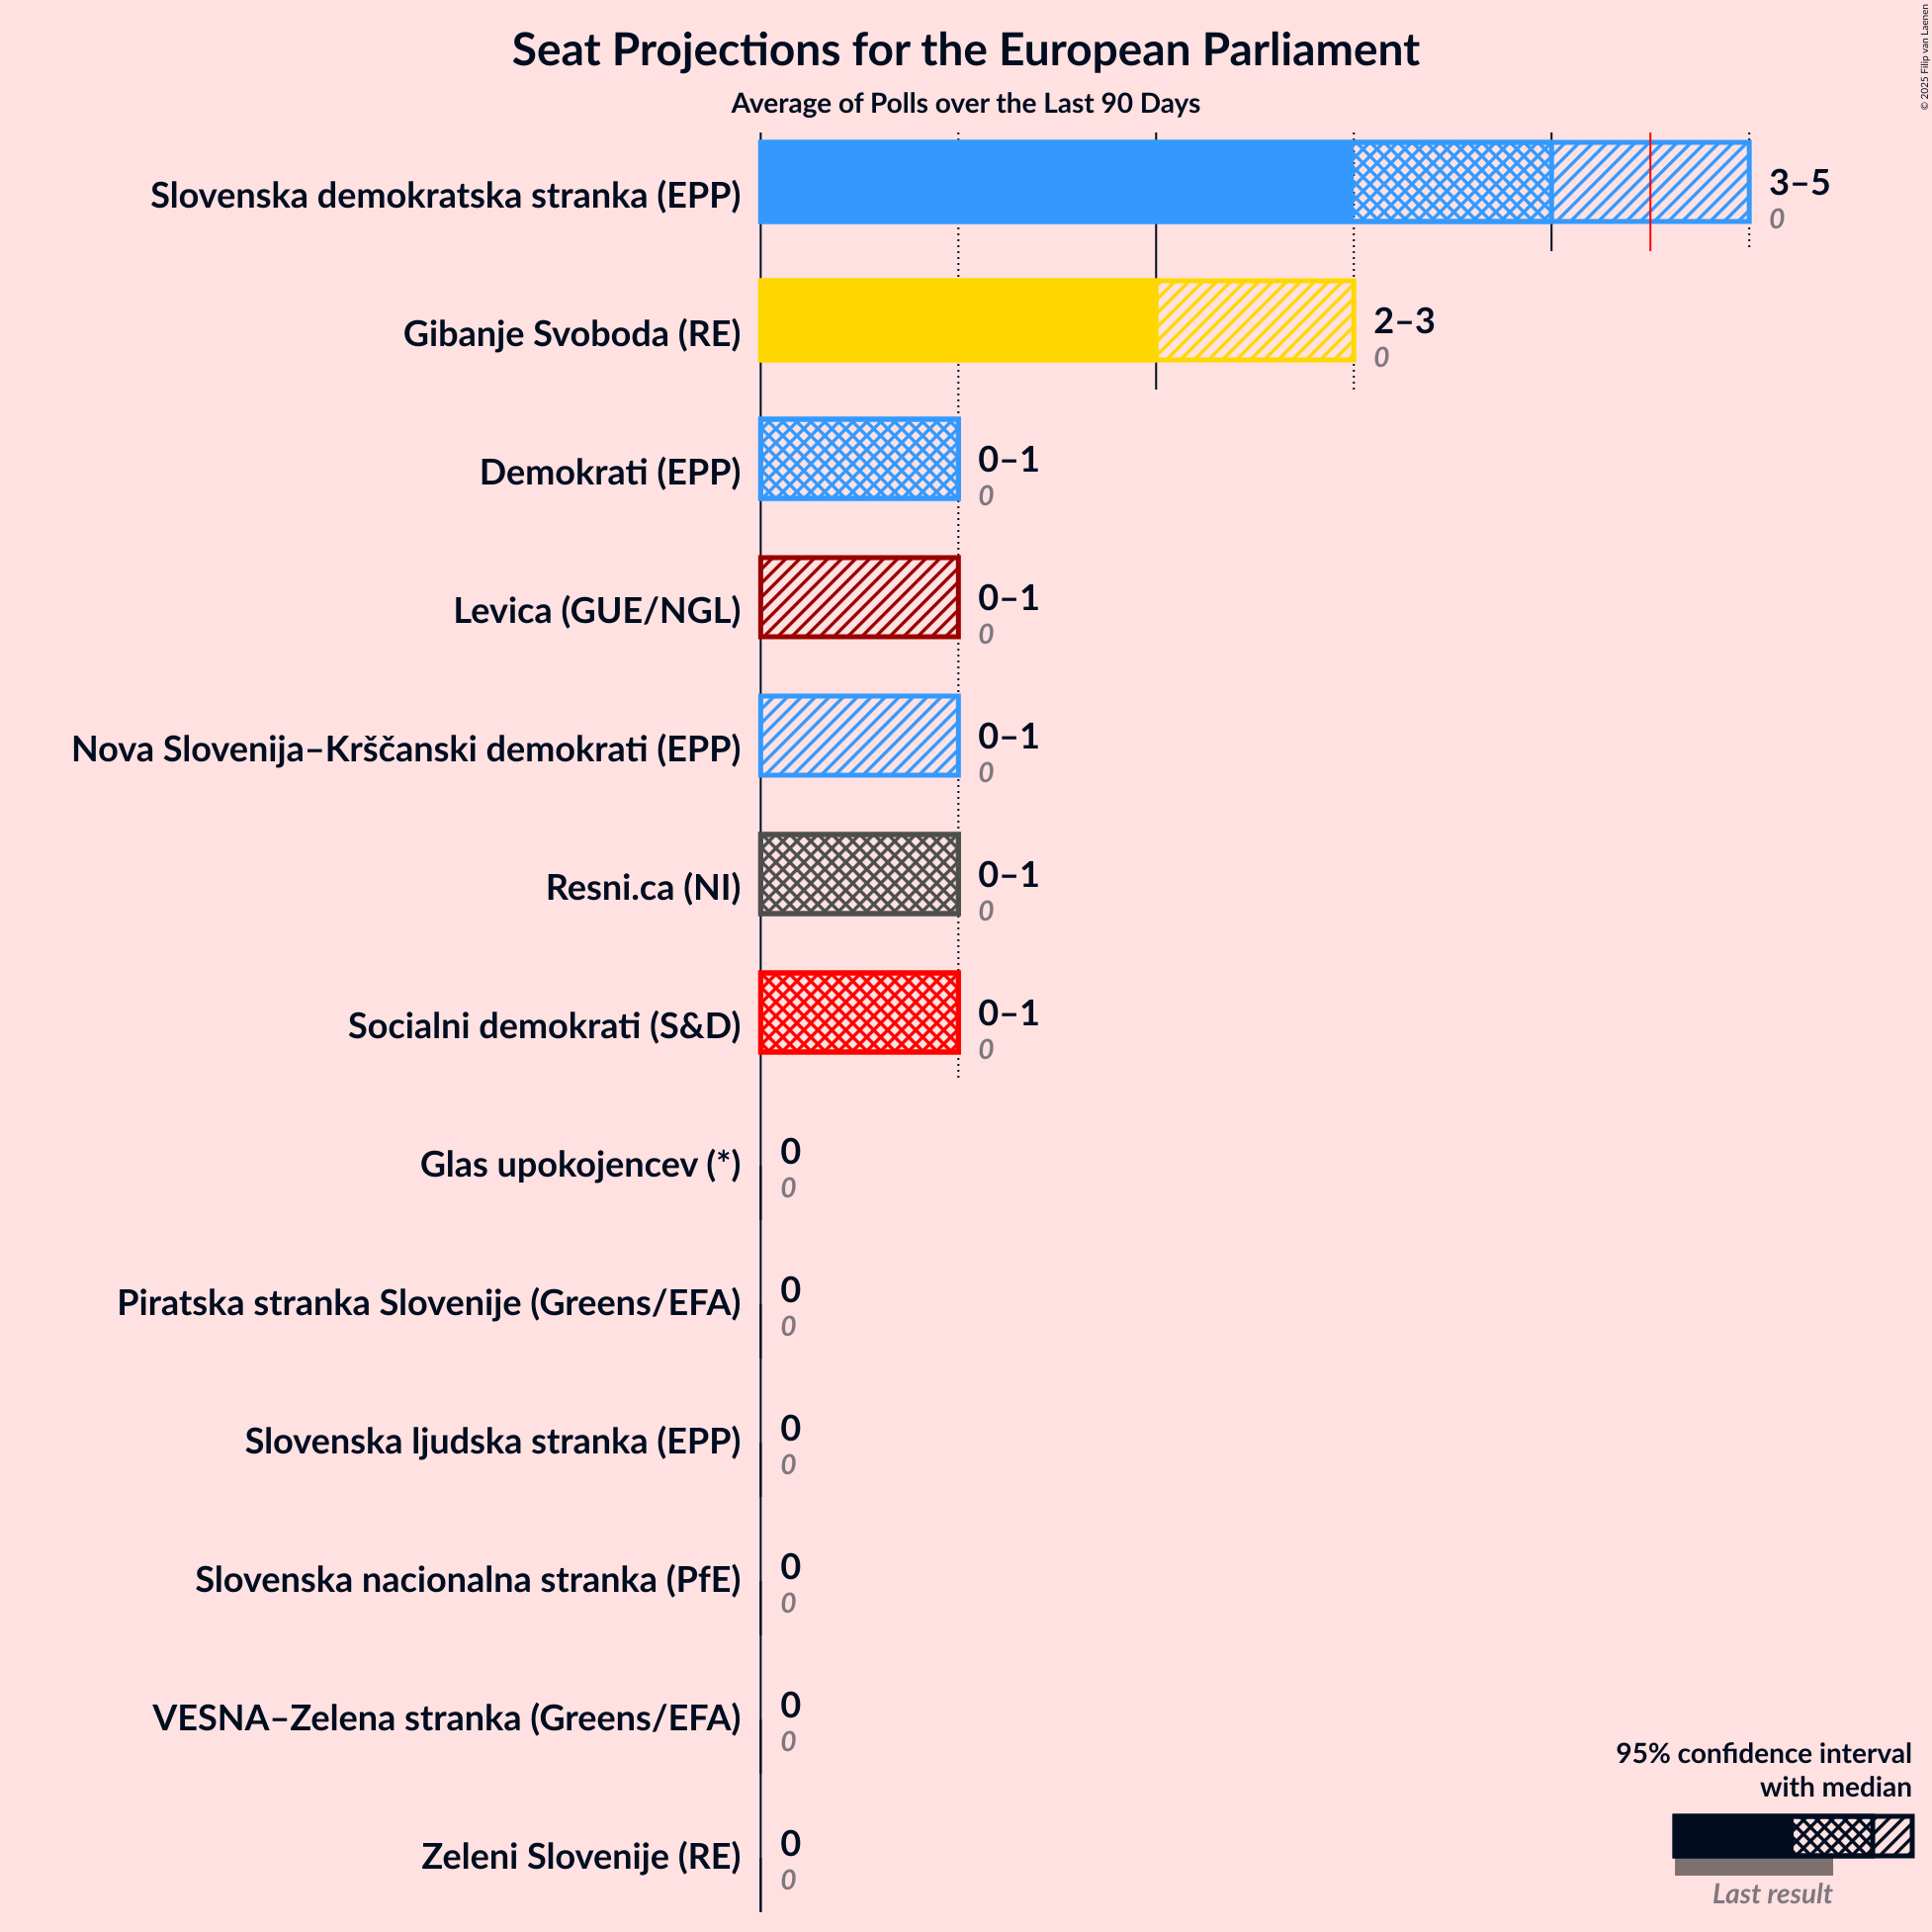 © 2025 Filip van Laenen
Seat Projections for the European Parliament
Average of Polls over the Last 90 Days
Slovenska demokratska stranka (EPP)
3–5
0
Gibanje Svoboda (RE)
2–3
0
Demokrati (EPP)
0–1
0
Levica (GUE/NGL)
0–1
0
Nova Slovenija–Krščanski demokrati (EPP)
0–1
0
Resni.ca (NI)
0–1
0
Socialni demokrati (S&D)
0–1
0
Glas upokojencev (*)
0
0
Piratska stranka Slovenije (Greens/EFA)
0
0
Slovenska ljudska stranka (EPP)
0
0
Slovenska nacionalna stranka (PfE)
0
0
VESNA–Zelena stranka (Greens/EFA)
0
0
Zeleni Slovenije (RE)
0
0
95% confidence interval
with median
Last result